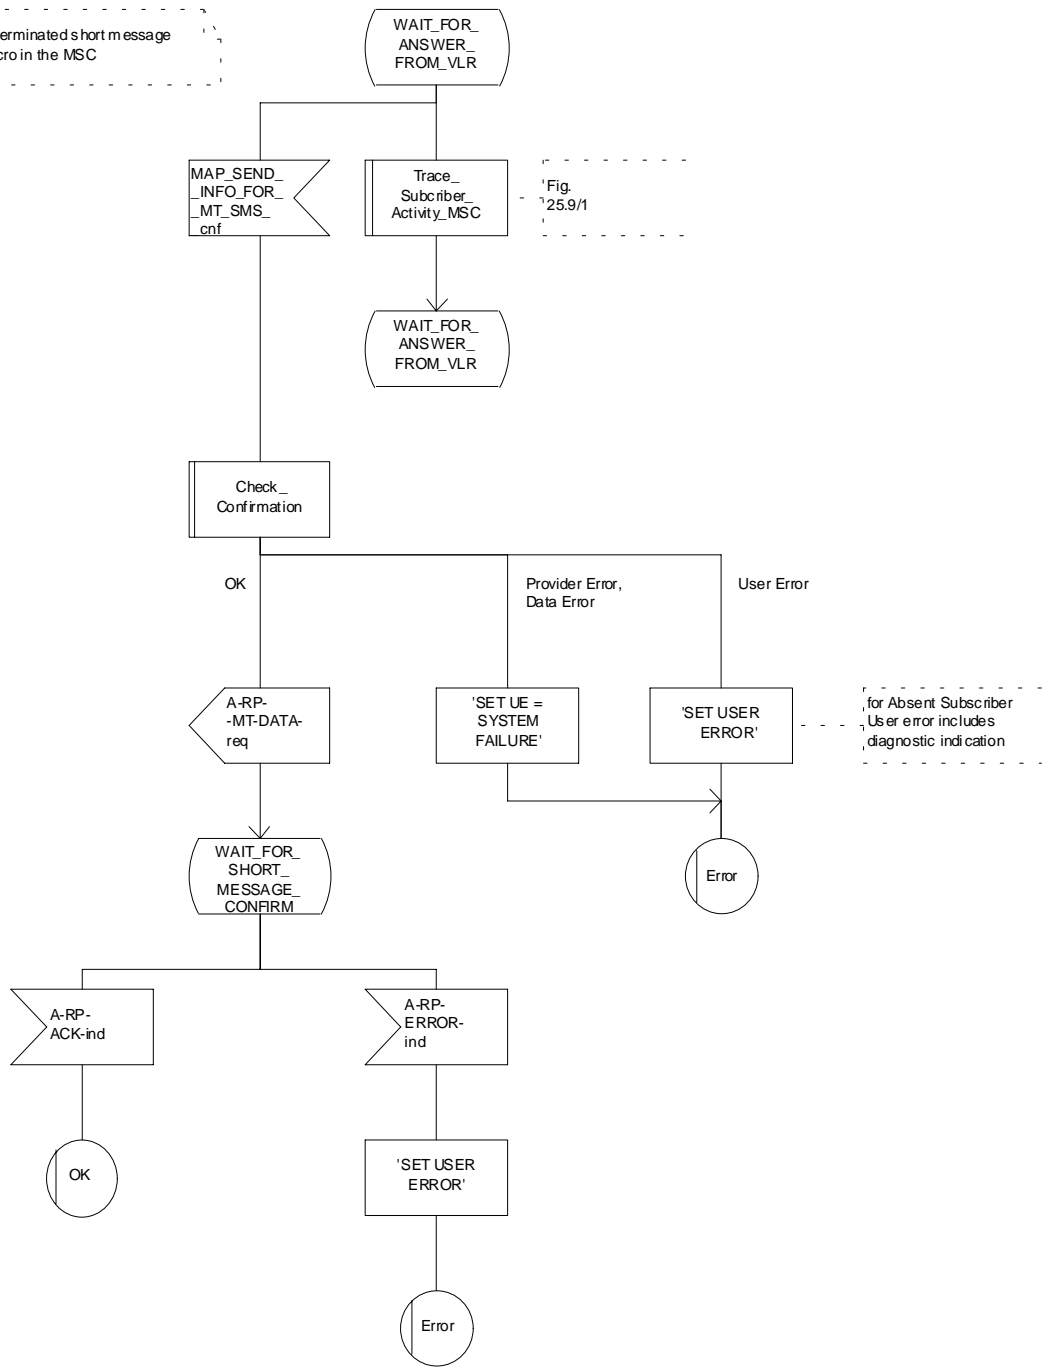 erminated short message
cro in the MSC
WAIT_FOR_
ANSWER_
FROM_VLR
MAP_SEND_
_INFO_FOR_
_MT_SMS_
cnf
Trace_
Subcriber_
Activity_MSC
Fig.
25.9/1
WAIT_FOR_
ANSWER_
FROM_VLR
Check_
Confirmation
OK
Provider Error,
Data Error
User Error
A-RP-
-MT-DATA-
req
'SET UE =
SYSTEM
FAILURE'
'SET USER
ERROR'
for Absent Subscriber
User error includes
diagnostic indication
WAIT_FOR_
SHORT_
MESSAGE_
CONFIRM
Error
A-RP-
ACK-ind
A-RP-
ERROR-
ind
OK
'SET USER
ERROR'
Error